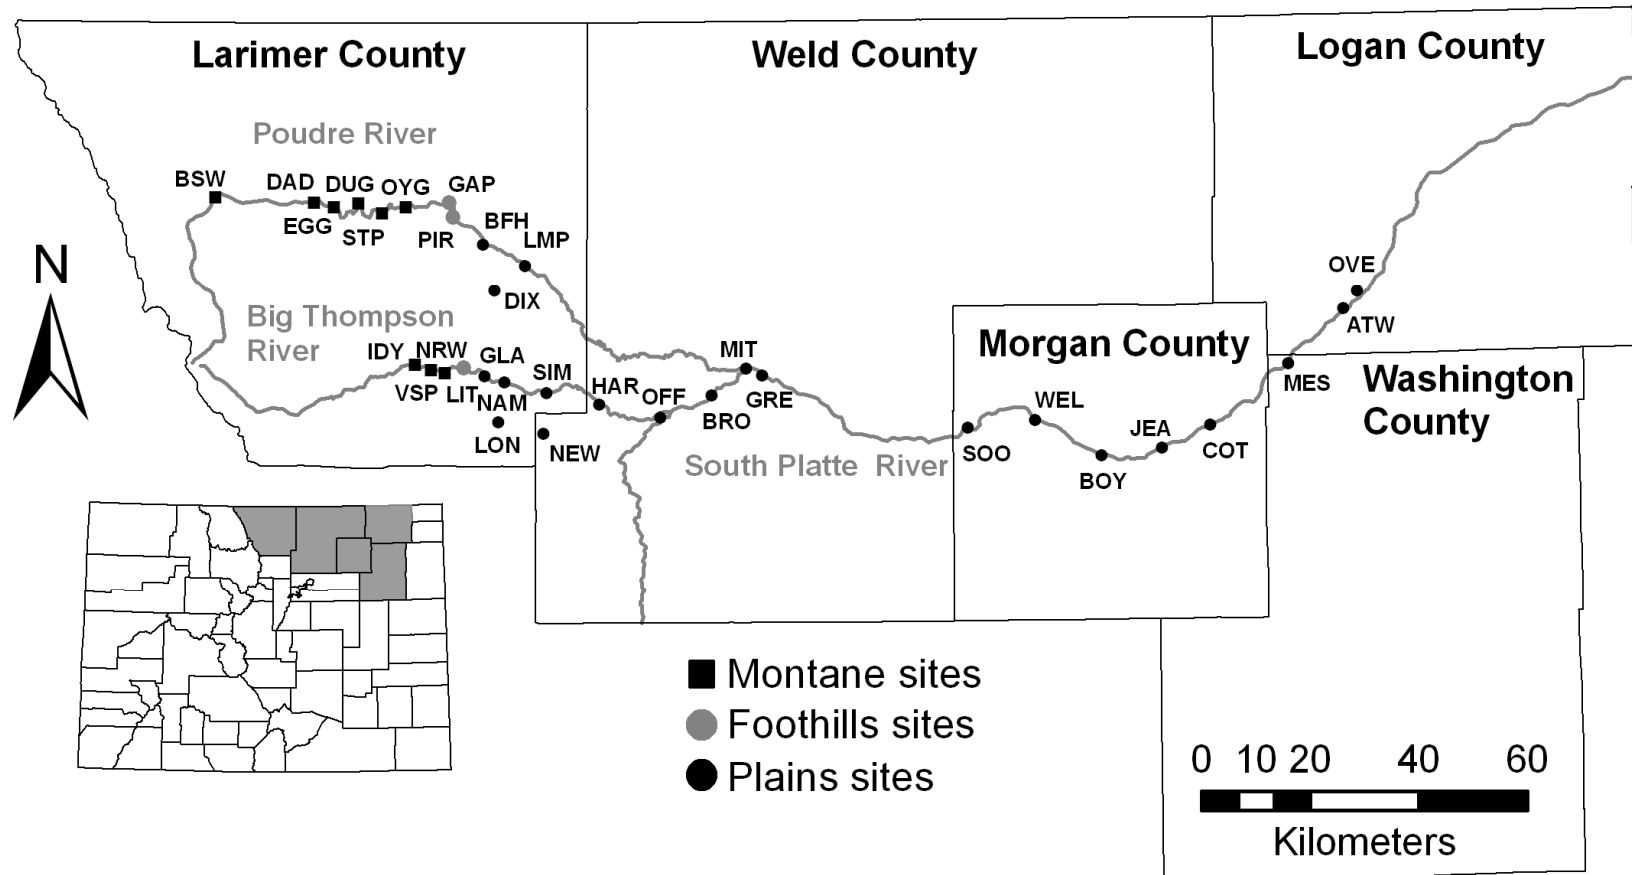 Larimer County
Weld County
Logan County
Poudre River
BSW
DAD
DUG
OYG
GAP
EGG
STP
PIR
BFH
LMP
DIX
N
Big Thompson
River
IDY
NRW
GLA
VSP
LIT
NAM
SIM
HAR
OFF
MIT
GRE
BRO
LON
NEW
South Platte River
Morgan County
SOO
WEL
BOY
JEA
COT
OVE
ATW
MES
Washington
County
Montane sites
Foothills sites
Plains sites
0 10 20 40 60
Kilometers